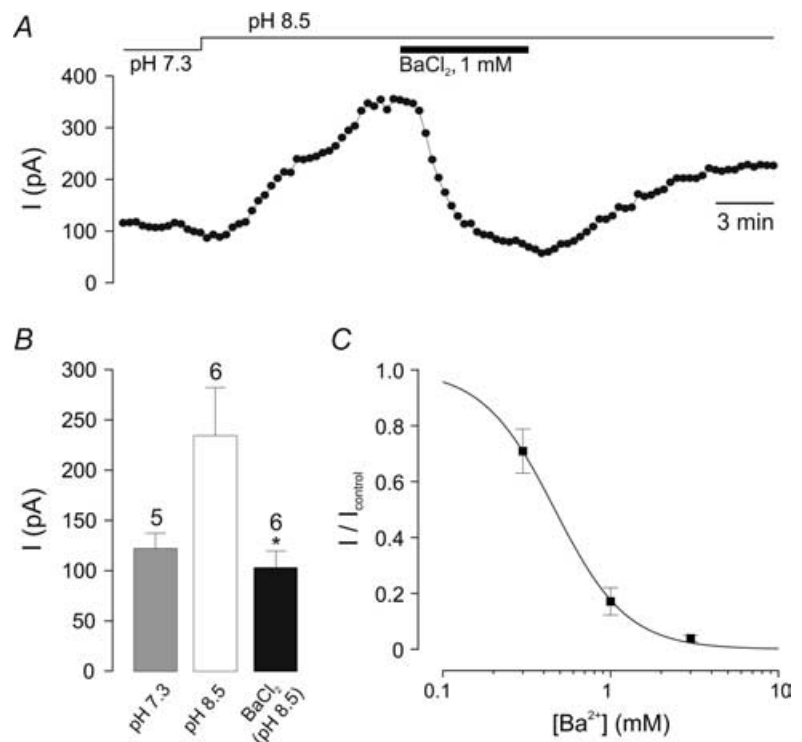 A
pH 8.5
pH 7.3
BaCl₂, 1 mM
400
300
200
100
0
I (pA)
3 min
B
300
250
200
150
100
50
0
I (pA)
5
6
6
*
pH 7.3
pH 8.5
BaCl₂
(pH 8.5)
C
1.0
0.8
0.6
0.4
0.2
0
I / Icontrol
0.1
1
10
[Ba²⁺] (mM)